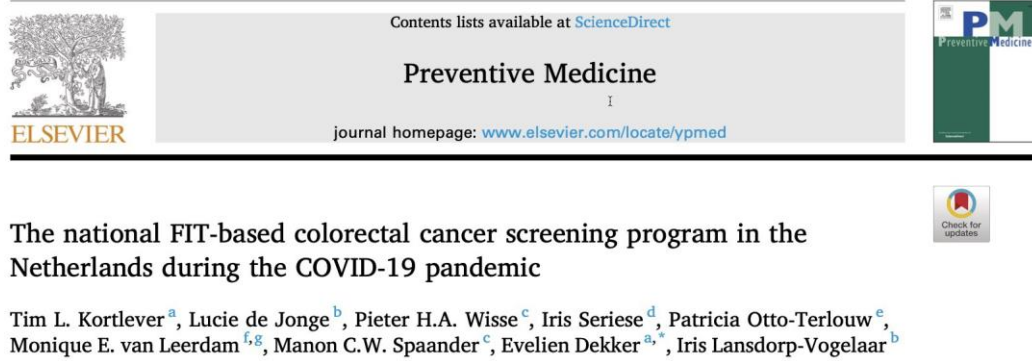 Contents lists available at ScienceDirect
PM
Preventive Medicine
Preventive Medicine
ELSEVIER
journal homepage: www.elsevier.com/locate/ypmed
Check for
updates
The national FIT-based colorectal cancer screening program in the
Netherlands during the COVID-19 pandemic
Tim L. Kortlever a, Lucie de Jonge b, Pieter H.A. Wisse c, Iris Seriese d, Patricia Otto-Terlouw e,
Monique E. van Leerdam f,g, Manon C.W. Spaander c, Evelien Dekker a,*, Iris Lansdorp-Vogelaar b